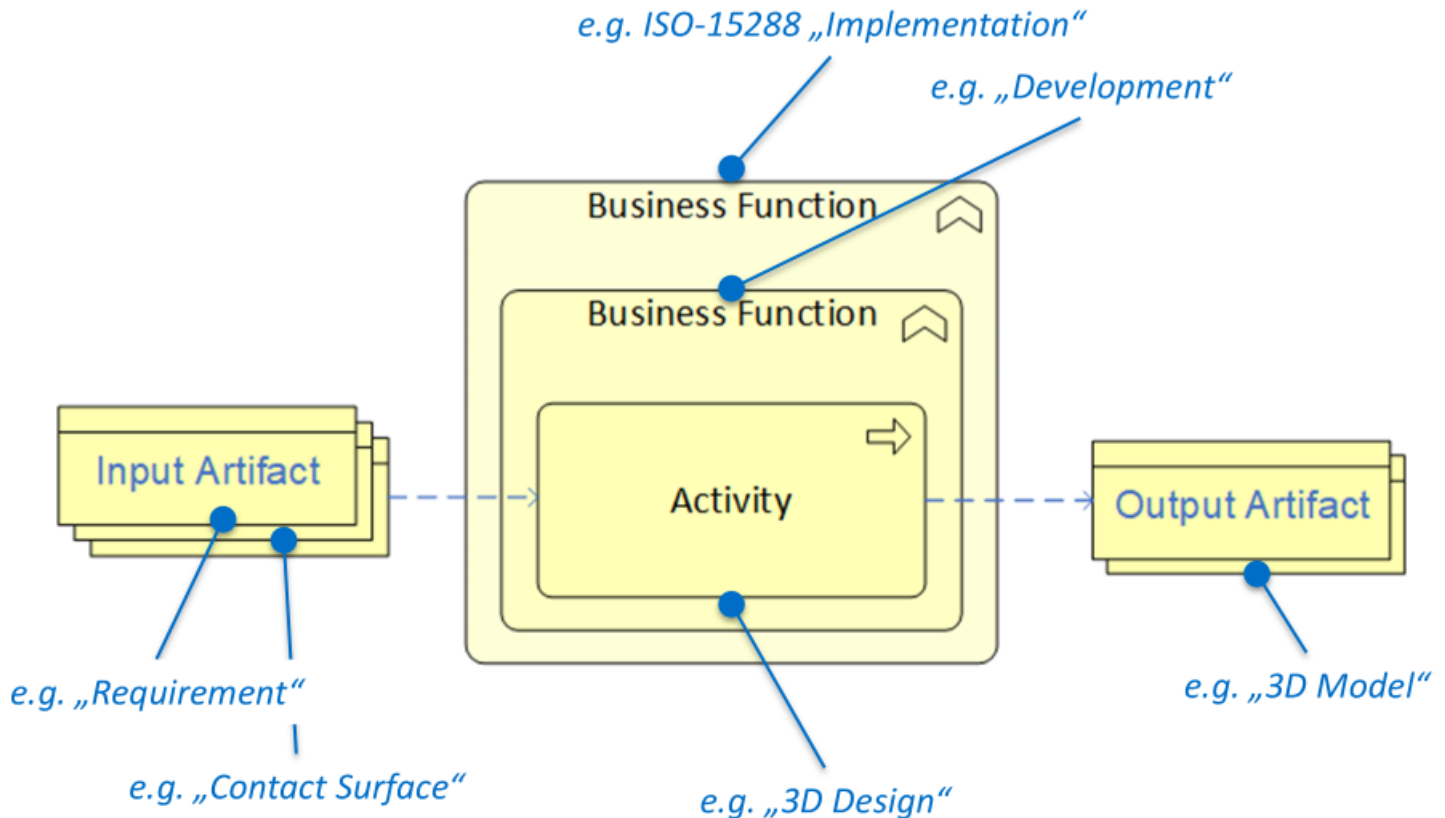 e.g. ISO-15288 „Implementation“
e.g. „Development“
Business Function
Business Function
Input Artifact
Activity
Output Artifact
e.g. „Requirement“
e.g. „3D Model“
e.g. „Contact Surface“
e.g. „3D Design“